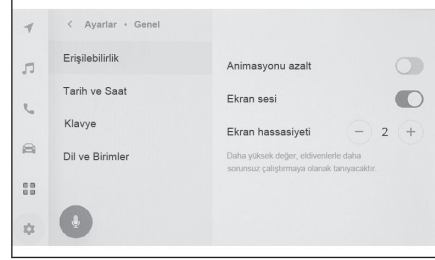 < Ayarlar • Genel
Erişilebilirlik
Tarih ve Saat
Klavye
Dil ve Birimler
Animasyonu azalt
Ekran sesi
Ekran hassasiyeti − 2 +
Daha yüksek değer, eldivenlerle daha
sorunsuz çalıştırmaya olanak tanıyacaktır.